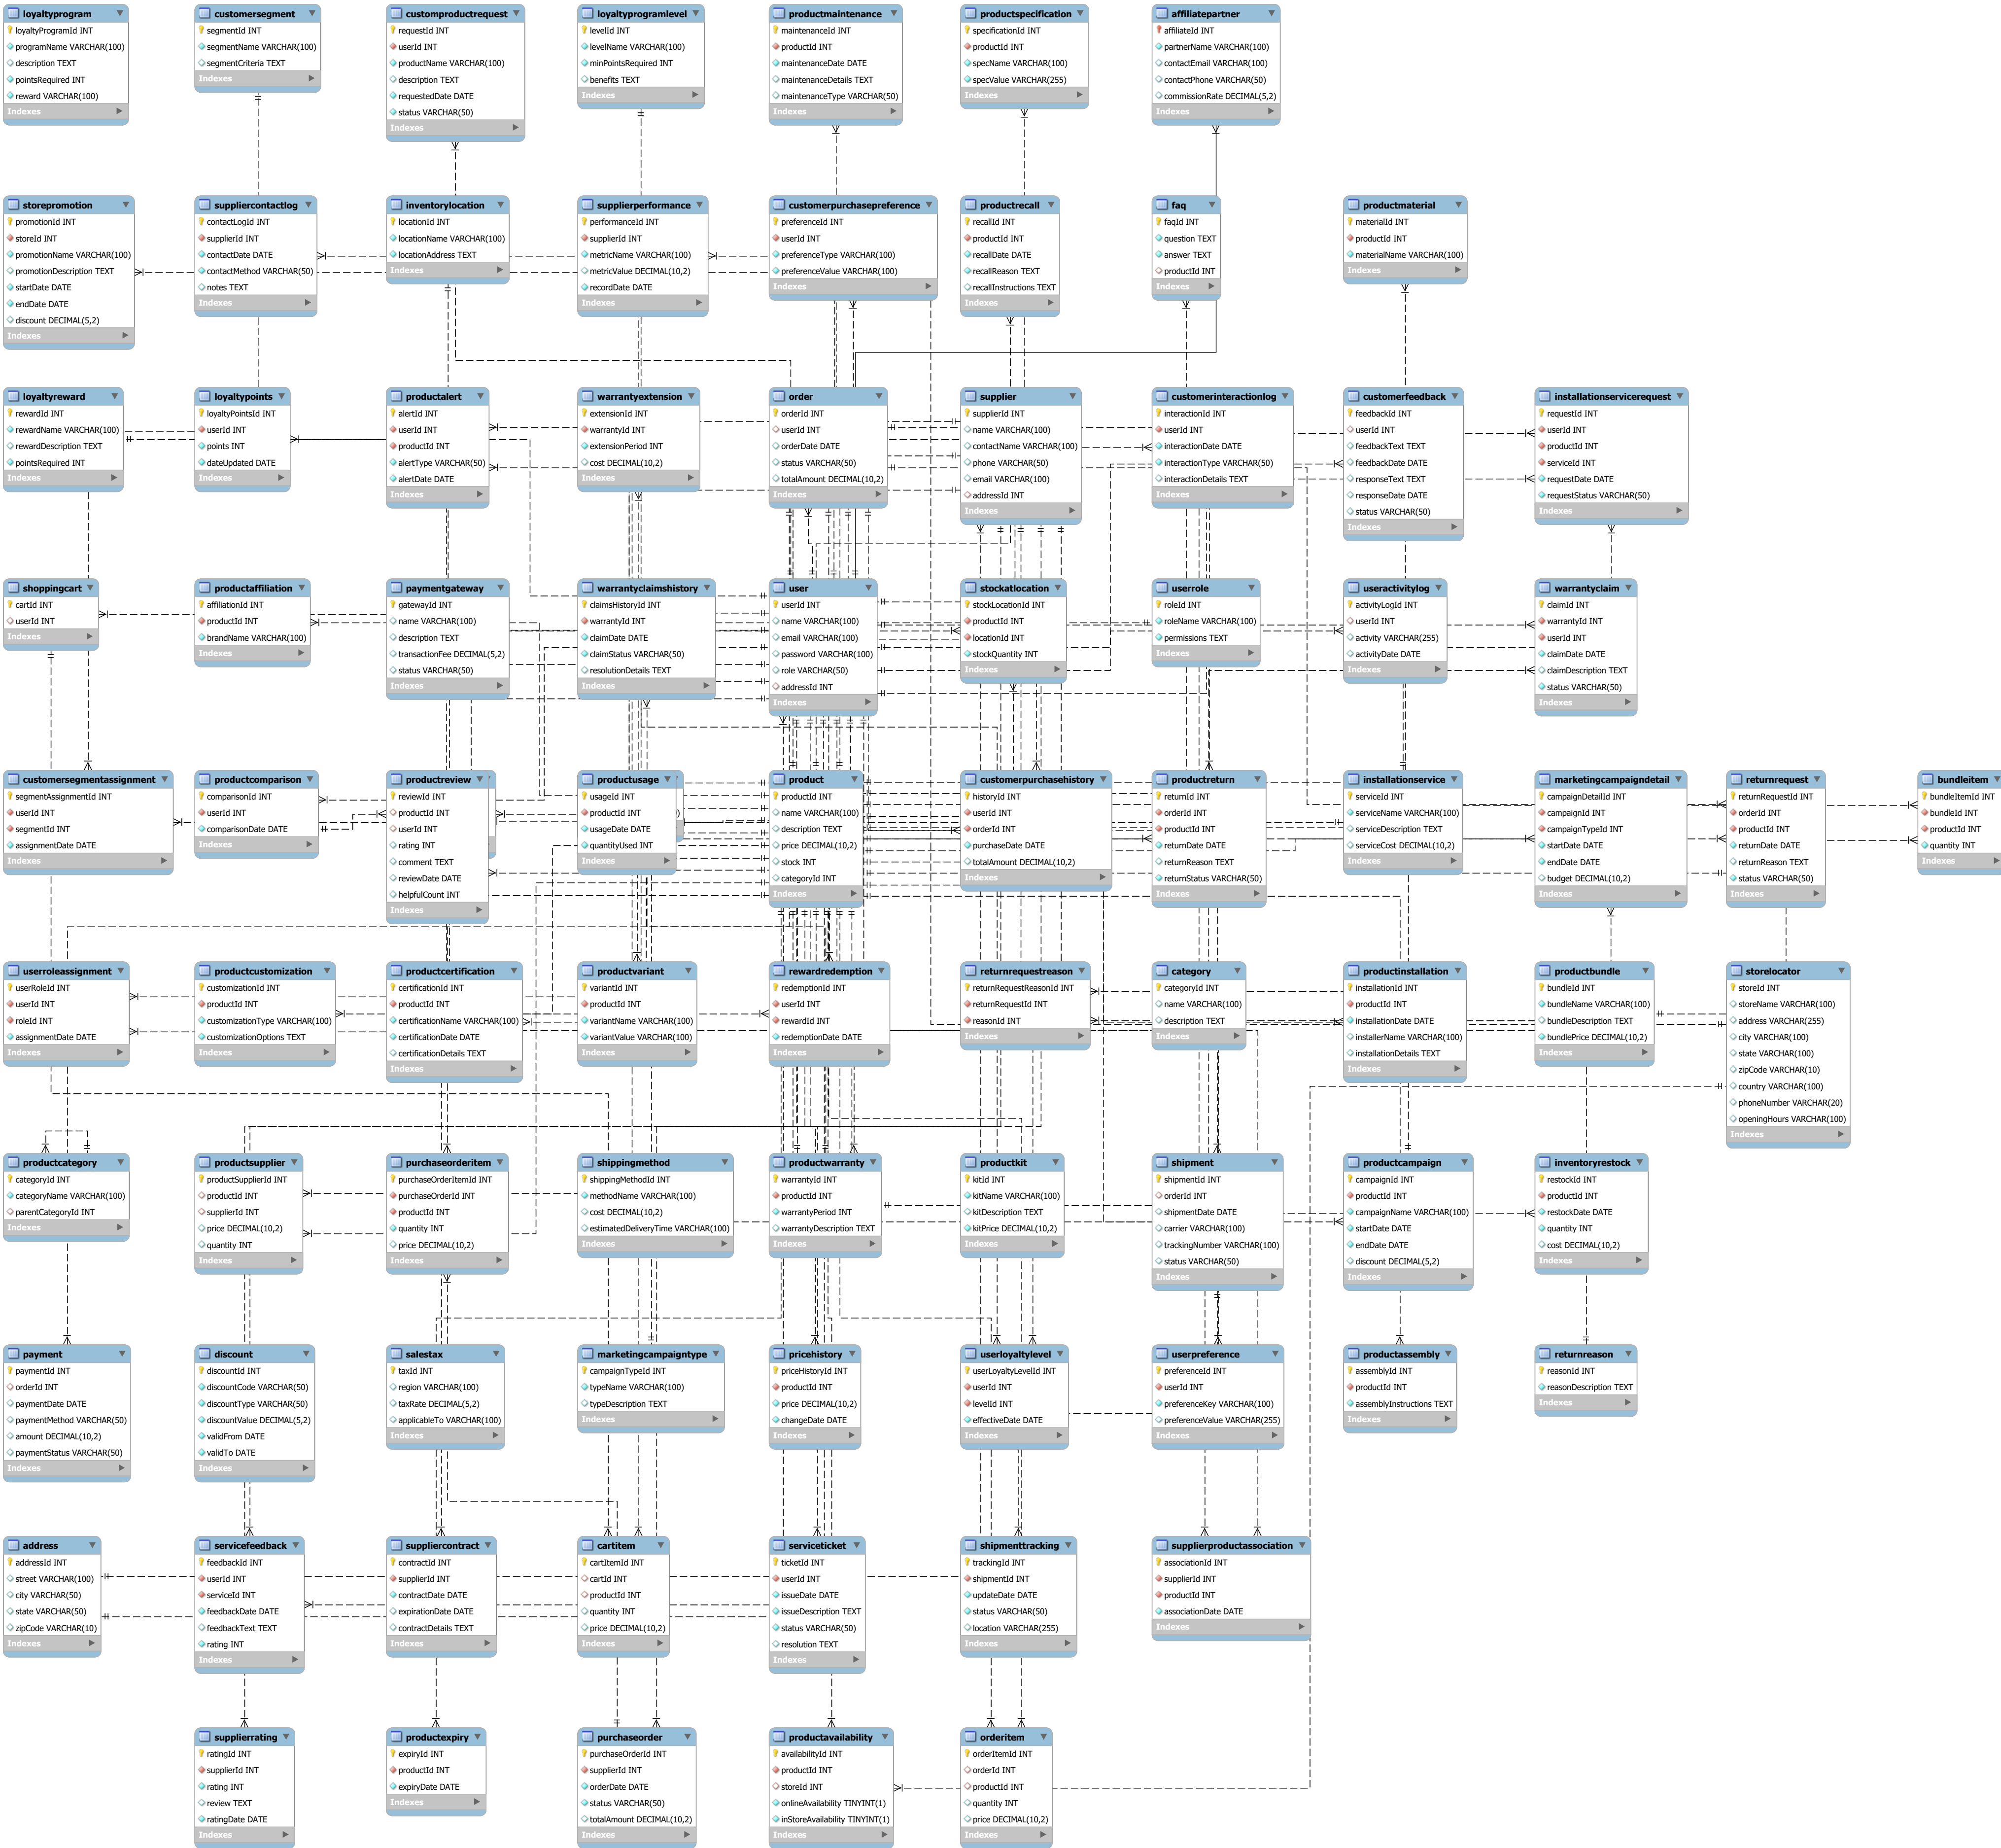 loyaltyprogram
loyaltyProgramId INT
programName VARCHAR(100)
description TEXT
pointsRequired INT
reward VARCHAR(100)
Indexes
customersegment
segmentId INT
segmentName VARCHAR(100)
segmentCriteria TEXT
Indexes
customproductrequest
requestId INT
userId INT
productName VARCHAR(100)
description TEXT
requestedDate DATE
status VARCHAR(50)
Indexes
loyaltyprogramlevel
levelId INT
levelName VARCHAR(100)
minPointsRequired INT
benefits TEXT
Indexes
productmaintenance
maintenanceId INT
productId INT
maintenanceDate DATE
maintenanceDetails TEXT
maintenanceType VARCHAR(50)
Indexes
productspecification
specificationId INT
productId INT
specName VARCHAR(100)
specValue VARCHAR(255)
Indexes
affiliatepartner
affiliateId INT
partnerName VARCHAR(100)
contactEmail VARCHAR(100)
contactPhone VARCHAR(50)
commissionRate DECIMAL(5,2)
Indexes
storepromotion
promotionId INT
storeId INT
promotionName VARCHAR(100)
promotionDescription TEXT
startDate DATE
endDate DATE
discount DECIMAL(5,2)
Indexes
suppliercontactlog
contactLogId INT
supplierId INT
contactDate DATE
contactMethod VARCHAR(50)
notes TEXT
Indexes
inventorylocation
locationId INT
locationName VARCHAR(100)
locationAddress TEXT
Indexes
supplierperformance
performanceId INT
supplierId INT
metricName VARCHAR(100)
metricValue DECIMAL(10,2)
recordDate DATE
Indexes
customerpurchasepreference
preferenceId INT
userId INT
preferenceType VARCHAR(100)
preferenceValue VARCHAR(100)
Indexes
productrecall
recallId INT
productId INT
recallDate DATE
recallReason TEXT
recallInstructions TEXT
Indexes
faq
faqId INT
question TEXT
answer TEXT
productId INT
Indexes
productmaterial
materialId INT
productId INT
materialName VARCHAR(100)
Indexes
loyaltyreward
rewardId INT
rewardName VARCHAR(100)
rewardDescription TEXT
pointsRequired INT
Indexes
loyaltypoints
loyaltyPointsId INT
userId INT
points INT
dateUpdated DATE
Indexes
productalert
alertId INT
userId INT
productId INT
alertType VARCHAR(50)
alertDate DATE
Indexes
warrantyextension
extensionId INT
warrantyId INT
extensionPeriod INT
cost DECIMAL(10,2)
Indexes
order
orderId INT
userId INT
orderDate DATE
status VARCHAR(50)
totalAmount DECIMAL(10,2)
Indexes
supplier
supplierId INT
name VARCHAR(100)
contactName VARCHAR(100)
phone VARCHAR(50)
email VARCHAR(100)
addressId INT
Indexes
customerinteractionlog
interactionId INT
userId INT
interactionDate DATE
interactionType VARCHAR(50)
interactionDetails TEXT
Indexes
customerfeedback
feedbackId INT
userId INT
feedbackText TEXT
feedbackDate DATE
responseText TEXT
responseDate DATE
status VARCHAR(50)
Indexes
installationservicerequest
requestId INT
userId INT
productId INT
serviceId INT
requestDate DATE
requestStatus VARCHAR(50)
Indexes
shoppingcart
cartId INT
userId INT
Indexes
productaffiliation
affiliationId INT
productId INT
brandName VARCHAR(100)
Indexes
paymentgateway
gatewayId INT
name VARCHAR(100)
description TEXT
transactionFee DECIMAL(5,2)
status VARCHAR(50)
Indexes
warrantyclaimshistory
claimsHistoryId INT
warrantyId INT
claimDate DATE
claimStatus VARCHAR(50)
resolutionDetails TEXT
Indexes
user
userId INT
name VARCHAR(100)
email VARCHAR(100)
password VARCHAR(100)
role VARCHAR(50)
addressId INT
Indexes
stockatlocation
stockLocationId INT
productId INT
locationId INT
stockQuantity INT
Indexes
userrole
roleId INT
roleName VARCHAR(100)
permissions TEXT
Indexes
useractivitylog
activityLogId INT
userId INT
activity VARCHAR(255)
activityDate DATE
Indexes
warrantyclaim
claimId INT
warrantyId INT
userId INT
claimDate DATE
claimDescription TEXT
status VARCHAR(50)
Indexes
customersegmentassignment
segmentAssignmentId INT
userId INT
segmentId INT
assignmentDate DATE
Indexes
productcomparison
comparisonId INT
userId INT
comparisonDate DATE
Indexes
productreview
reviewId INT
productId INT
userId INT
rating INT
comment TEXT
reviewDate DATE
helpfulCount INT
Indexes
productusage
usageId INT
productId INT
usageDate DATE
quantityUsed INT
Indexes
)
product
productId INT
name VARCHAR(100)
description TEXT
price DECIMAL(10,2)
stock INT
categoryId INT
Indexes
customerpurchasehistory
historyId INT
userId INT
orderId INT
purchaseDate DATE
totalAmount DECIMAL(10,2)
Indexes
productreturn
returnId INT
orderId INT
productId INT
returnDate DATE
returnReason TEXT
returnStatus VARCHAR(50)
Indexes
installationservice
serviceId INT
serviceName VARCHAR(100)
serviceDescription TEXT
serviceCost DECIMAL(10,2)
Indexes
marketingcampaigndetail
campaignDetailId INT
campaignId INT
campaignTypeId INT
startDate DATE
endDate DATE
budget DECIMAL(10,2)
Indexes
returnrequest
returnRequestId INT
orderId INT
productId INT
returnDate DATE
returnReason TEXT
status VARCHAR(50)
Indexes
bundleitem
bundleItemId INT
bundleId INT
productId INT
quantity INT
Indexes
userroleassignment
userRoleId INT
userId INT
roleId INT
assignmentDate DATE
Indexes
productcustomization
customizationId INT
productId INT
customizationType VARCHAR(100)
customizationOptions TEXT
Indexes
productcertification
certificationId INT
productId INT
certificationName VARCHAR(100)
certificationDate DATE
certificationDetails TEXT
Indexes
productvariant
variantId INT
productId INT
variantName VARCHAR(100)
variantValue VARCHAR(100)
Indexes
rewardredemption
redemptionId INT
userId INT
rewardId INT
redemptionDate DATE
Indexes
returnrequestreason
returnRequestReasonId INT
returnRequestId INT
reasonId INT
Indexes
category
categoryId INT
name VARCHAR(100)
description TEXT
Indexes
productinstallation
installationId INT
productId INT
installationDate DATE
installerName VARCHAR(100)
installationDetails TEXT
Indexes
productbundle
bundleId INT
bundleName VARCHAR(100)
bundleDescription TEXT
bundlePrice DECIMAL(10,2)
Indexes
storelocator
storeId INT
storeName VARCHAR(100)
address VARCHAR(255)
city VARCHAR(100)
state VARCHAR(100)
zipCode VARCHAR(10)
country VARCHAR(100)
phoneNumber VARCHAR(20)
openingHours VARCHAR(100)
Indexes
productcategory
categoryId INT
categoryName VARCHAR(100)
parentCategoryId INT
Indexes
productsupplier
productSupplierId INT
productId INT
supplierId INT
price DECIMAL(10,2)
quantity INT
Indexes
purchaseorderitem
purchaseOrderItemId INT
purchaseOrderId INT
productId INT
quantity INT
price DECIMAL(10,2)
Indexes
shippingmethod
shippingMethodId INT
methodName VARCHAR(100)
cost DECIMAL(10,2)
estimatedDeliveryTime VARCHAR(100)
Indexes
productwarranty
warrantyId INT
productId INT
warrantyPeriod INT
warrantyDescription TEXT
Indexes
productkit
kitId INT
kitName VARCHAR(100)
kitDescription TEXT
kitPrice DECIMAL(10,2)
Indexes
shipment
shipmentId INT
orderId INT
shipmentDate DATE
carrier VARCHAR(100)
trackingNumber VARCHAR(100)
status VARCHAR(50)
Indexes
productcampaign
campaignId INT
productId INT
campaignName VARCHAR(100)
startDate DATE
endDate DATE
discount DECIMAL(5,2)
Indexes
inventoryrestock
restockId INT
productId INT
restockDate DATE
quantity INT
cost DECIMAL(10,2)
Indexes
payment
paymentId INT
orderId INT
paymentDate DATE
paymentMethod VARCHAR(50)
amount DECIMAL(10,2)
paymentStatus VARCHAR(50)
Indexes
discount
discountId INT
discountCode VARCHAR(50)
discountType VARCHAR(50)
discountValue DECIMAL(5,2)
validFrom DATE
validTo DATE
Indexes
salestax
taxId INT
region VARCHAR(100)
taxRate DECIMAL(5,2)
applicableTo VARCHAR(100)
Indexes
marketingcampaigntype
campaignTypeId INT
typeName VARCHAR(100)
typeDescription TEXT
Indexes
pricehistory
priceHistoryId INT
productId INT
price DECIMAL(10,2)
changeDate DATE
Indexes
userloyaltylevel
userLoyaltyLevelId INT
userId INT
levelId INT
effectiveDate DATE
Indexes
userpreference
preferenceId INT
userId INT
preferenceKey VARCHAR(100)
preferenceValue VARCHAR(255)
Indexes
productassembly
assemblyId INT
productId INT
assemblyInstructions TEXT
Indexes
returnreason
reasonId INT
reasonDescription TEXT
Indexes
address
addressId INT
street VARCHAR(100)
city VARCHAR(50)
state VARCHAR(50)
zipCode VARCHAR(10)
Indexes
servicefeedback
feedbackId INT
userId INT
serviceId INT
feedbackDate DATE
feedbackText TEXT
rating INT
Indexes
suppliercontract
contractId INT
supplierId INT
contractDate DATE
expirationDate DATE
contractDetails TEXT
Indexes
cartitem
cartItemId INT
cartId INT
productId INT
quantity INT
price DECIMAL(10,2)
Indexes
serviceticket
ticketId INT
userId INT
issueDate DATE
issueDescription TEXT
status VARCHAR(50)
resolution TEXT
Indexes
shipmenttracking
trackingId INT
shipmentId INT
updateDate DATE
status VARCHAR(50)
location VARCHAR(255)
Indexes
supplierproductassociation
associationId INT
supplierId INT
productId INT
associationDate DATE
Indexes
supplierrating
ratingId INT
supplierId INT
rating INT
review TEXT
ratingDate DATE
Indexes
productexpiry
expiryId INT
productId INT
expiryDate DATE
Indexes
purchaseorder
purchaseOrderId INT
supplierId INT
orderDate DATE
status VARCHAR(50)
totalAmount DECIMAL(10,2)
Indexes
productavailability
availabilityId INT
productId INT
storeId INT
onlineAvailability TINYINT(1)
inStoreAvailability TINYINT(1)
Indexes
orderitem
orderItemId INT
orderId INT
productId INT
quantity INT
price DECIMAL(10,2)
Indexes